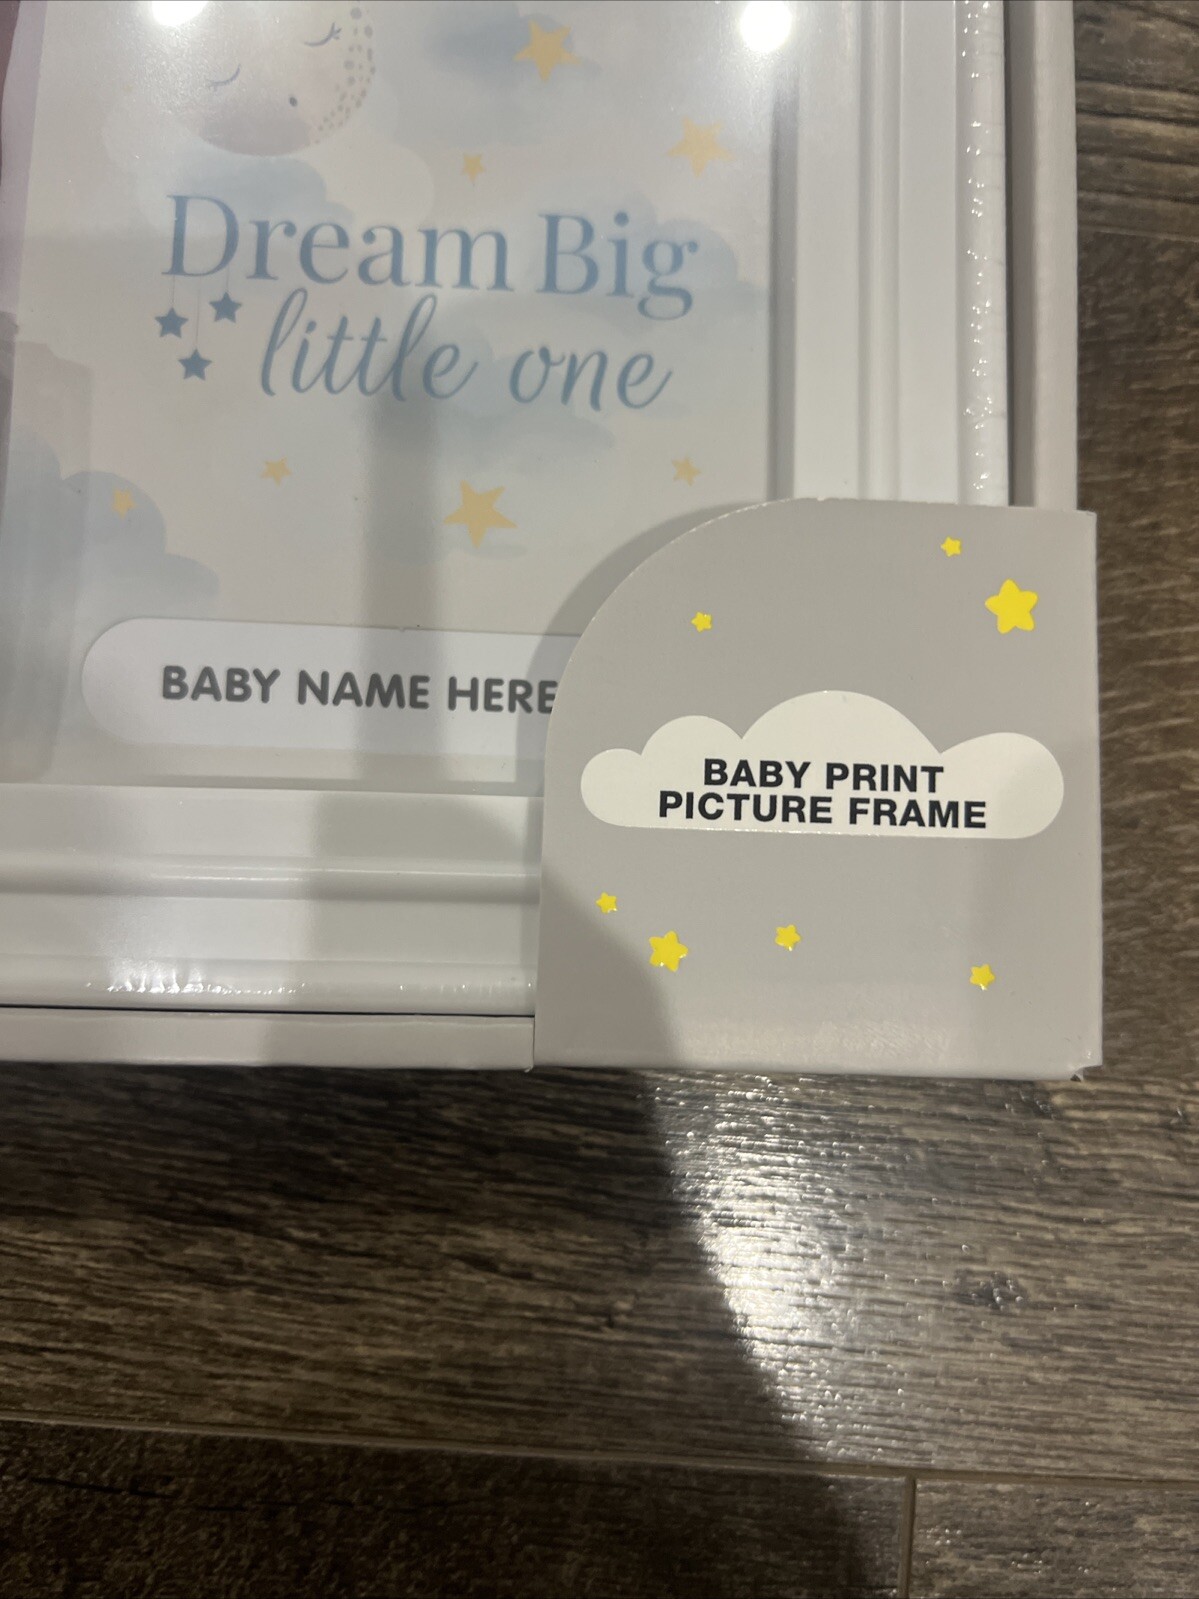 Dream Big
little one
BABY NAME HERE
BABY PRINT
PICTURE FRAME